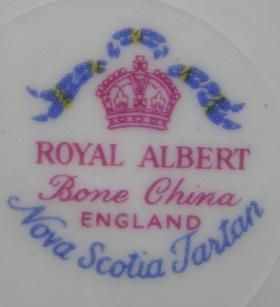 ROYAL ALBERT
Bone China
ENGLAND
Nova Scotia Tartan